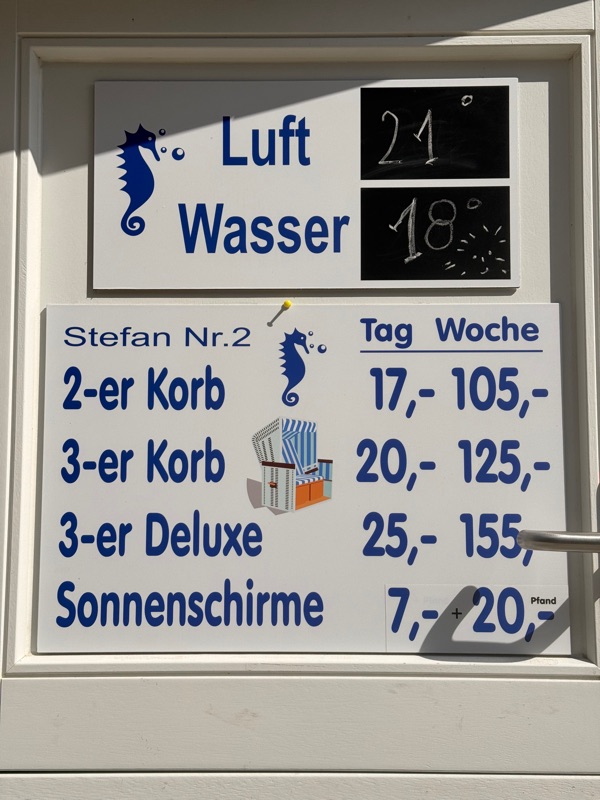 Luft 21°
Wasser 18°
Stefan Nr.2 Tag Woche
2-er Korb 17,- 105,-
3-er Korb 20,- 125,-
3-er Deluxe 25,- 155,-
Sonnenschirme 7,- + 20,- Pfand